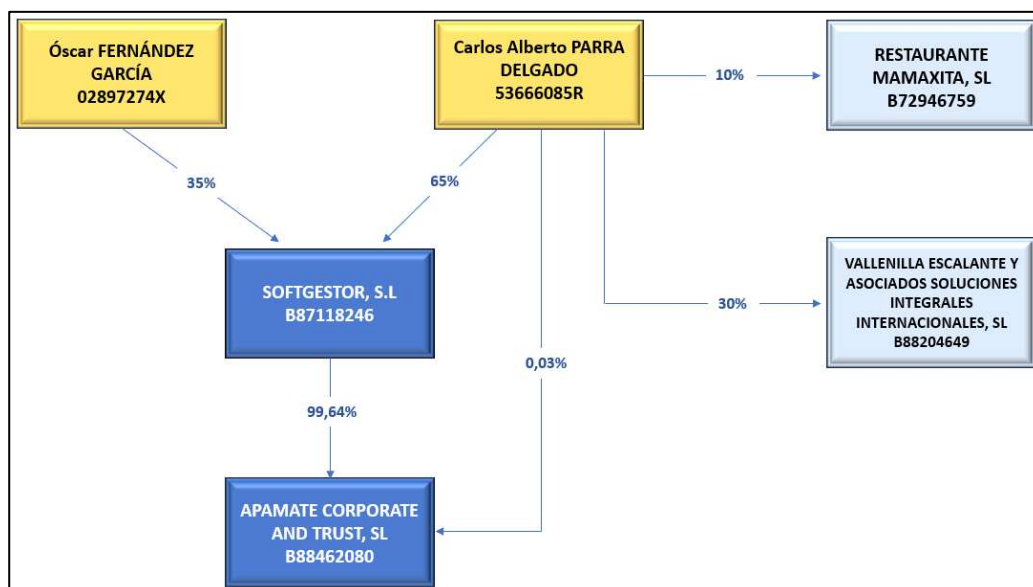 Óscar FERNÁNDEZ
GARCÍA
02897274X
Carlos Alberto PARRA
DELGADO
53666085R
10%
RESTAURANTE
MAMAXITA, SL
B72946759
35%
65%
SOFTGESTOR, S.L
B87118246
VALLENILLA ESCALANTE Y
ASOCIADOS SOLUCIONES
INTEGRALES
INTERNACIONALES, SL
B88204649
30%
0,03%
99,64%
APAMATE CORPORATE
AND TRUST, SL
B88462080